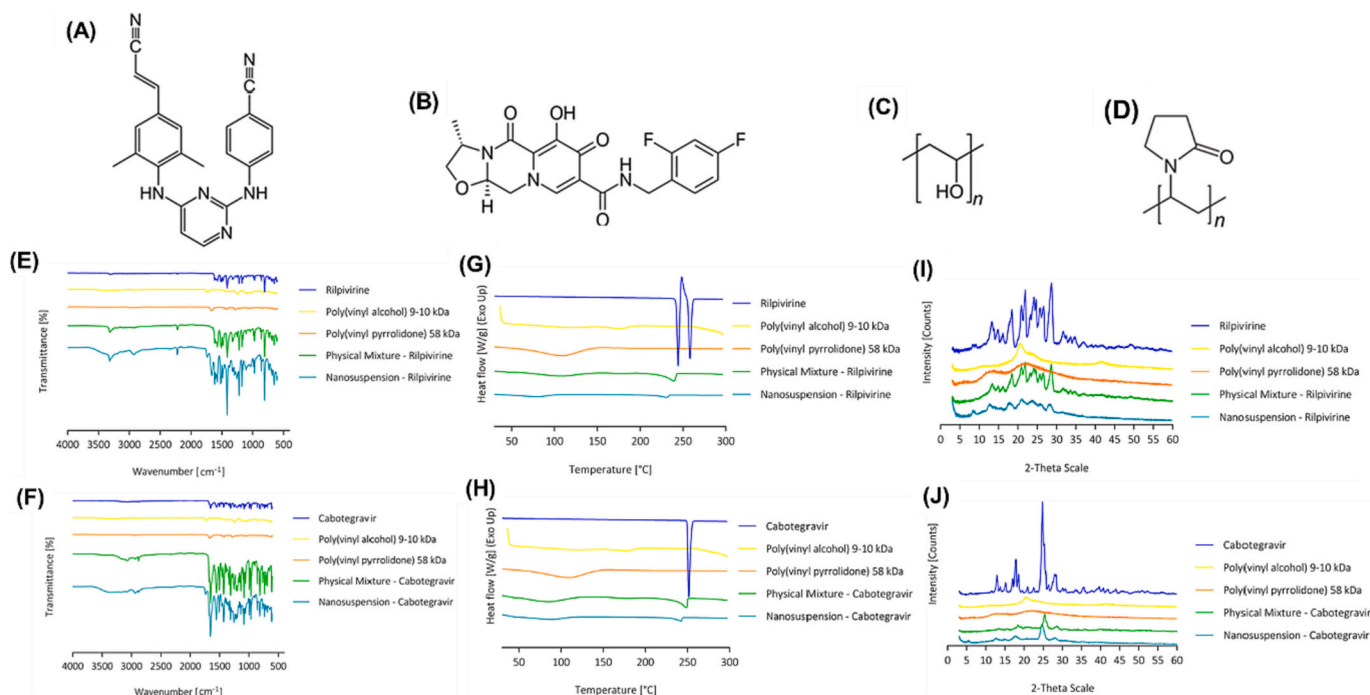 (A)
N
C
N
C
NH
N
NH
N
(B)
O
OH
O
N
N
O
H
O
NH
F
F
(C)
HO
n
(D)
N
O
n
(E)
Transmittance [%]
4000 3500 3000 2500 2000 1500 1000 500
Wavenumber [cm-1]
Rilpivirine
Poly(vinyl alcohol) 9-10 kDa
Poly(vinyl pyrrolidone) 58 kDa
Physical Mixture - Rilpivirine
Nanosuspension - Rilpivirine
(G)
Heat flow [W/g] (Exo Up)
50 100 150 200 250 300
Temperature [°C]
Rilpivirine
Poly(vinyl alcohol) 9-10 kDa
Poly(vinyl pyrrolidone) 58 kDa
Physical Mixture - Rilpivirine
Nanosuspension - Rilpivirine
(I)
Intensity [Counts]
0 5 10 15 20 25 30 35 40 45 50 55 60
2-Theta Scale
Rilpivirine
Poly(vinyl alcohol) 9-10 kDa
Poly(vinyl pyrrolidone) 58 kDa
Physical Mixture - Rilpivirine
Nanosuspension - Rilpivirine
(F)
Transmittance [%]
4000 3500 3000 2500 2000 1500 1000 500
Wavenumber [cm-1]
Cabotegravir
Poly(vinyl alcohol) 9-10 kDa
Poly(vinyl pyrrolidone) 58 kDa
Physical Mixture - Cabotegravir
Nanosuspension - Cabotegravir
(H)
Heat flow [W/g] (Exo Up)
50 100 150 200 250 300
Temperature [°C]
Cabotegravir
Poly(vinyl alcohol) 9-10 kDa
Poly(vinyl pyrrolidone) 58 kDa
Physical Mixture - Cabotegravir
Nanosuspension - Cabotegravir
(J)
Intensity [Counts]
0 5 10 15 20 25 30 35 40 45 50 55 60
2-Theta Scale
Cabotegravir
Poly(vinyl alcohol) 9-10 kDa
Poly(vinyl pyrrolidone) 58 kDa
Physical Mixture - Cabotegravir
Nanosuspension - Cabotegravir